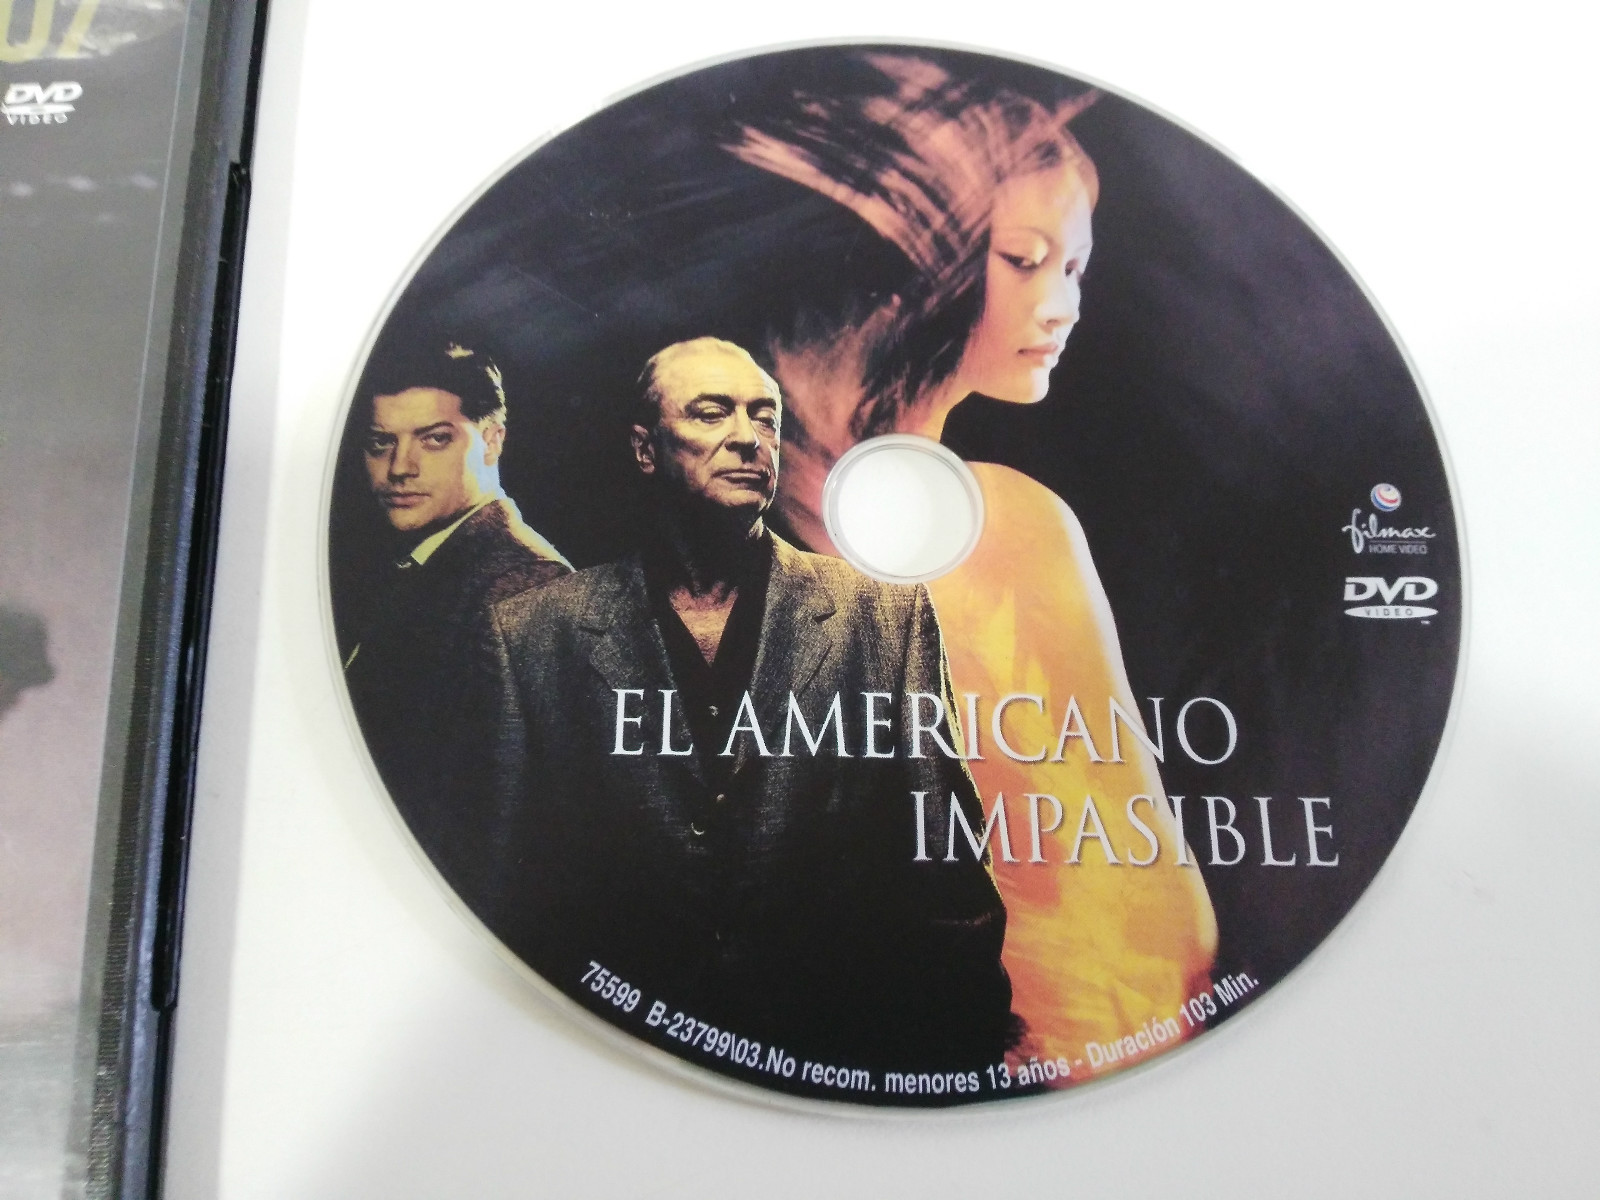 07
DVD
VIDEO
filmax
HOME VIDEO
DVD
VIDEO
EL AMERICANO
IMPASIBLE
75599 B-23799\03.No recom. menores 13 años - Duración 103 Min.